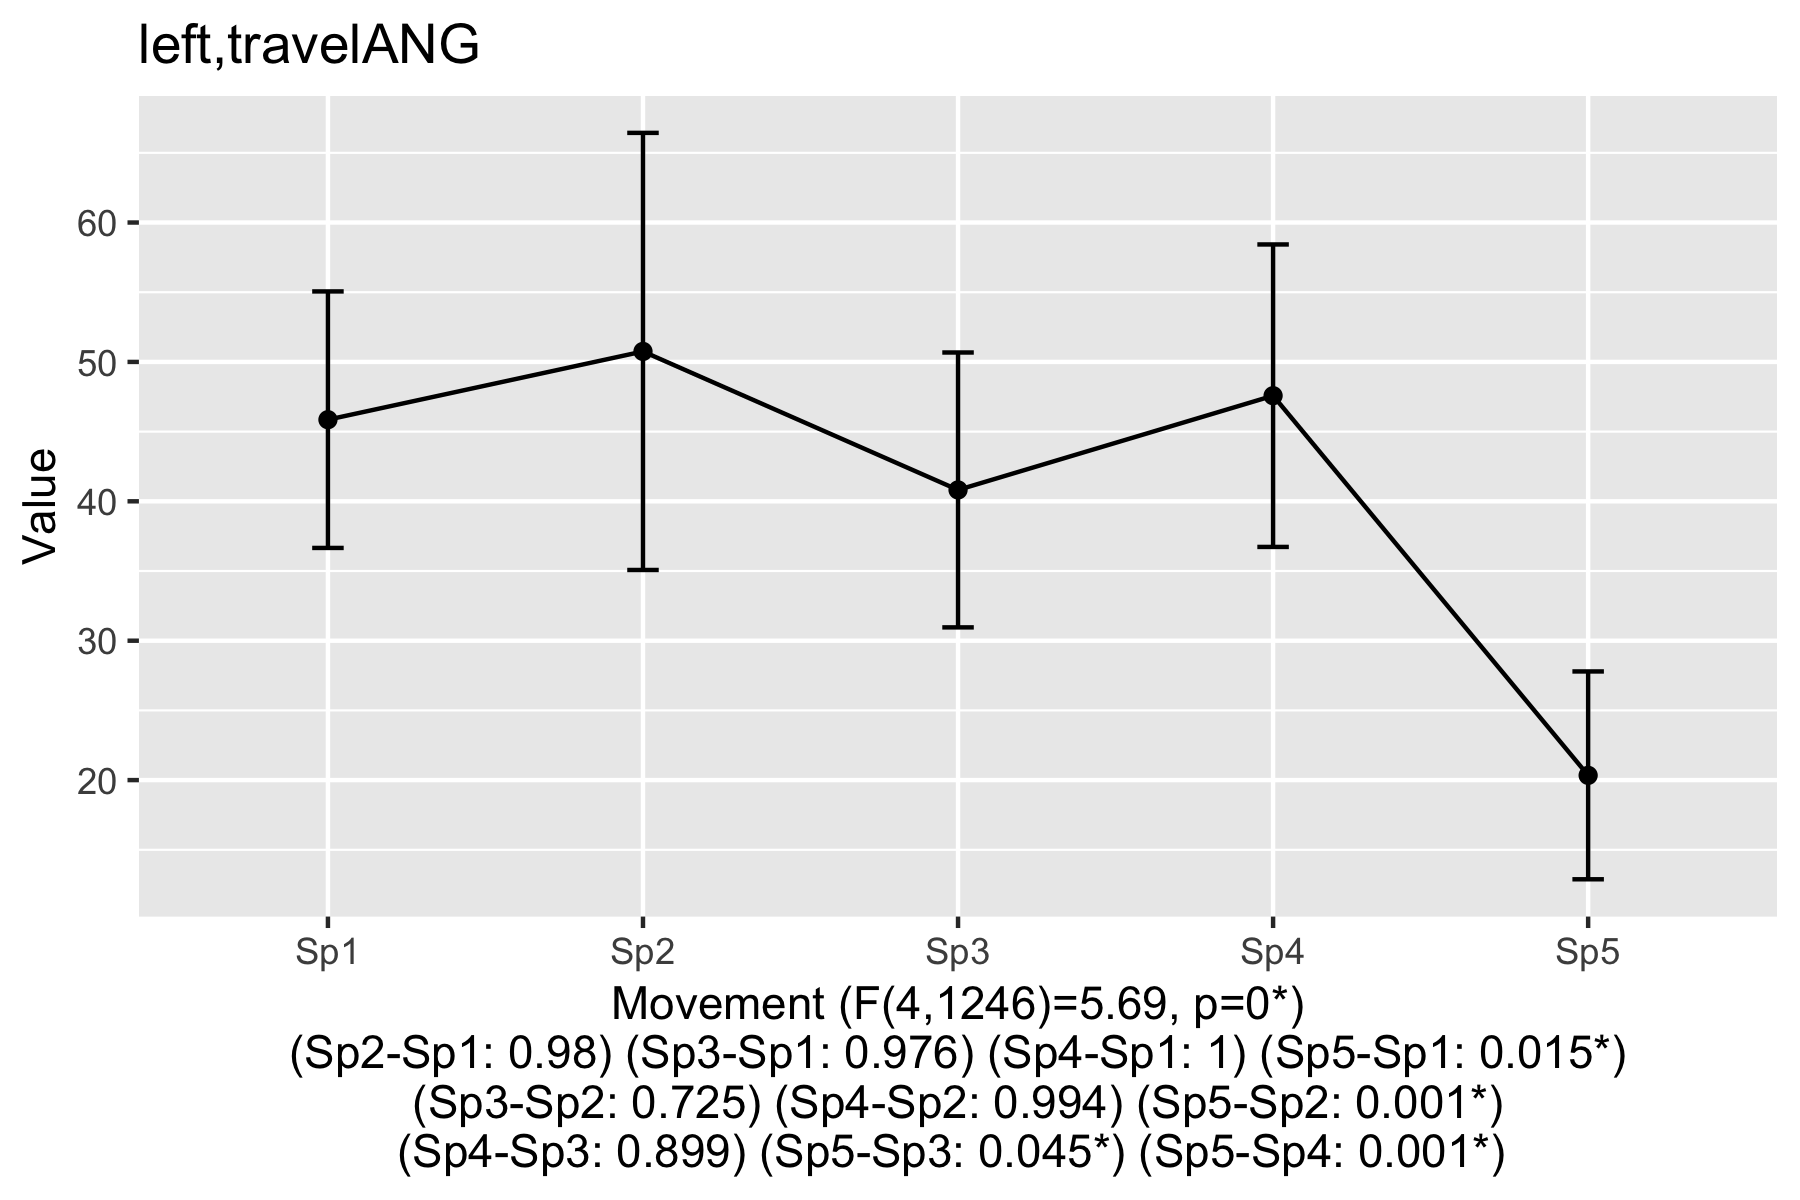 left,travelANG
Value
60
50
40
30
20
Sp1 Sp2 Sp3 Sp4 Sp5
Movement (F(4,1246)=5.69, p=0*)
(Sp2-Sp1: 0.98) (Sp3-Sp1: 0.976) (Sp4-Sp1: 1) (Sp5-Sp1: 0.015*)
(Sp3-Sp2: 0.725) (Sp4-Sp2: 0.994) (Sp5-Sp2: 0.001*)
(Sp4-Sp3: 0.899) (Sp5-Sp3: 0.045*) (Sp5-Sp4: 0.001*)